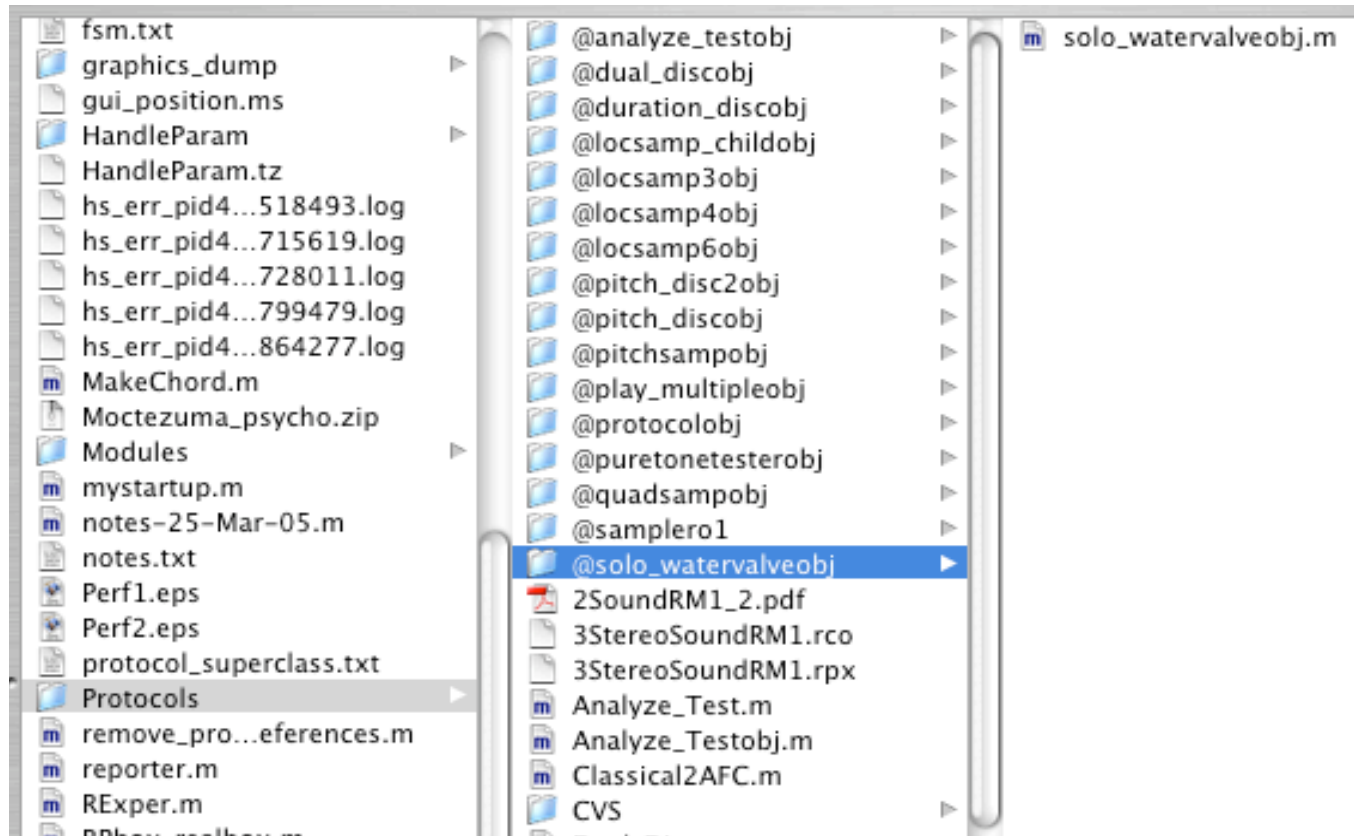 fsm.txt
graphics_dump
gui_position.ms
HandleParam
HandleParam.tz
hs_err_pid4...518493.log
hs_err_pid4...715619.log
hs_err_pid4...728011.log
hs_err_pid4...799479.log
hs_err_pid4...864277.log
MakeChord.m
Moctezuma_psycho.zip
Modules
mystartup.m
notes-25-Mar-05.m
notes.txt
Perf1.eps
Perf2.eps
protocol_superclass.txt
Protocols
remove_pro...eferences.m
reporter.m
RExper.m
@analyze_testobj
@dual_discobj
@duration_discobj
@locsamp_childobj
@locsamp3obj
@locsamp4obj
@locsamp6obj
@pitch_disc2obj
@pitch_discobj
@pitchsampobj
@play_multipleobj
@protocolobj
@puretonetesterobj
@quadsampobj
@samplero1
@solo_watervalveobj
2SoundRM1_2.pdf
3StereoSoundRM1.rco
3StereoSoundRM1.rpx
Analyze_Test.m
Analyze_Testobj.m
Classical2AFC.m
CVS
solo_watervalveobj.m